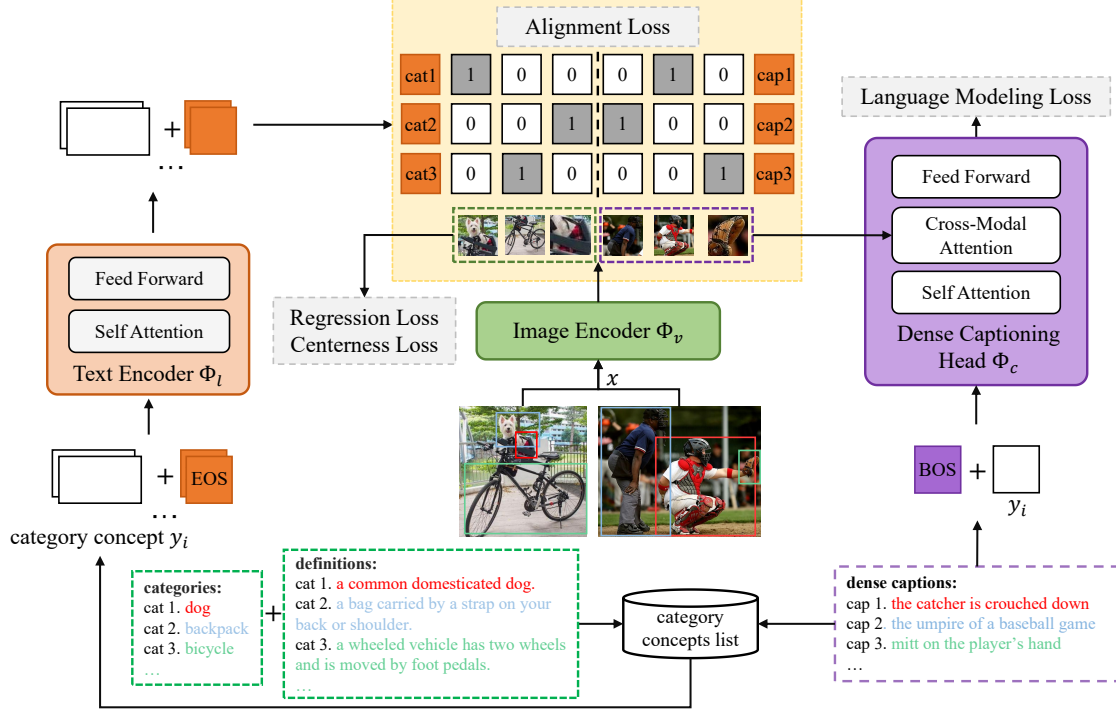 Alignment Loss
cat1 1 0 0 0 1 0 cap1
cat2 0 0 1 1 0 0 cap2
cat3 0 1 0 0 0 1 cap3
+
...
Language Modeling Loss
Feed Forward
Cross-Modal
Attention
Self Attention
Dense Captioning
Head Φc
Feed Forward
Self Attention
Text Encoder Φl
Regression Loss
Centerness Loss
Image Encoder Φv
x
+ EOS
...
category concept yi
BOS +
yi
categories:
cat 1. dog
cat 2. backpack
cat 3. bicycle
...
+
definitions:
cat 1. a common domesticated dog.
cat 2. a bag carried by a strap on your
back or shoulder.
cat 3. a wheeled vehicle has two wheels
and is moved by foot pedals.
...
category
concepts list
dense captions:
cap 1. the catcher is crouched down
cap 2. the umpire of a baseball game
cap 3. mitt on the player's hand
...